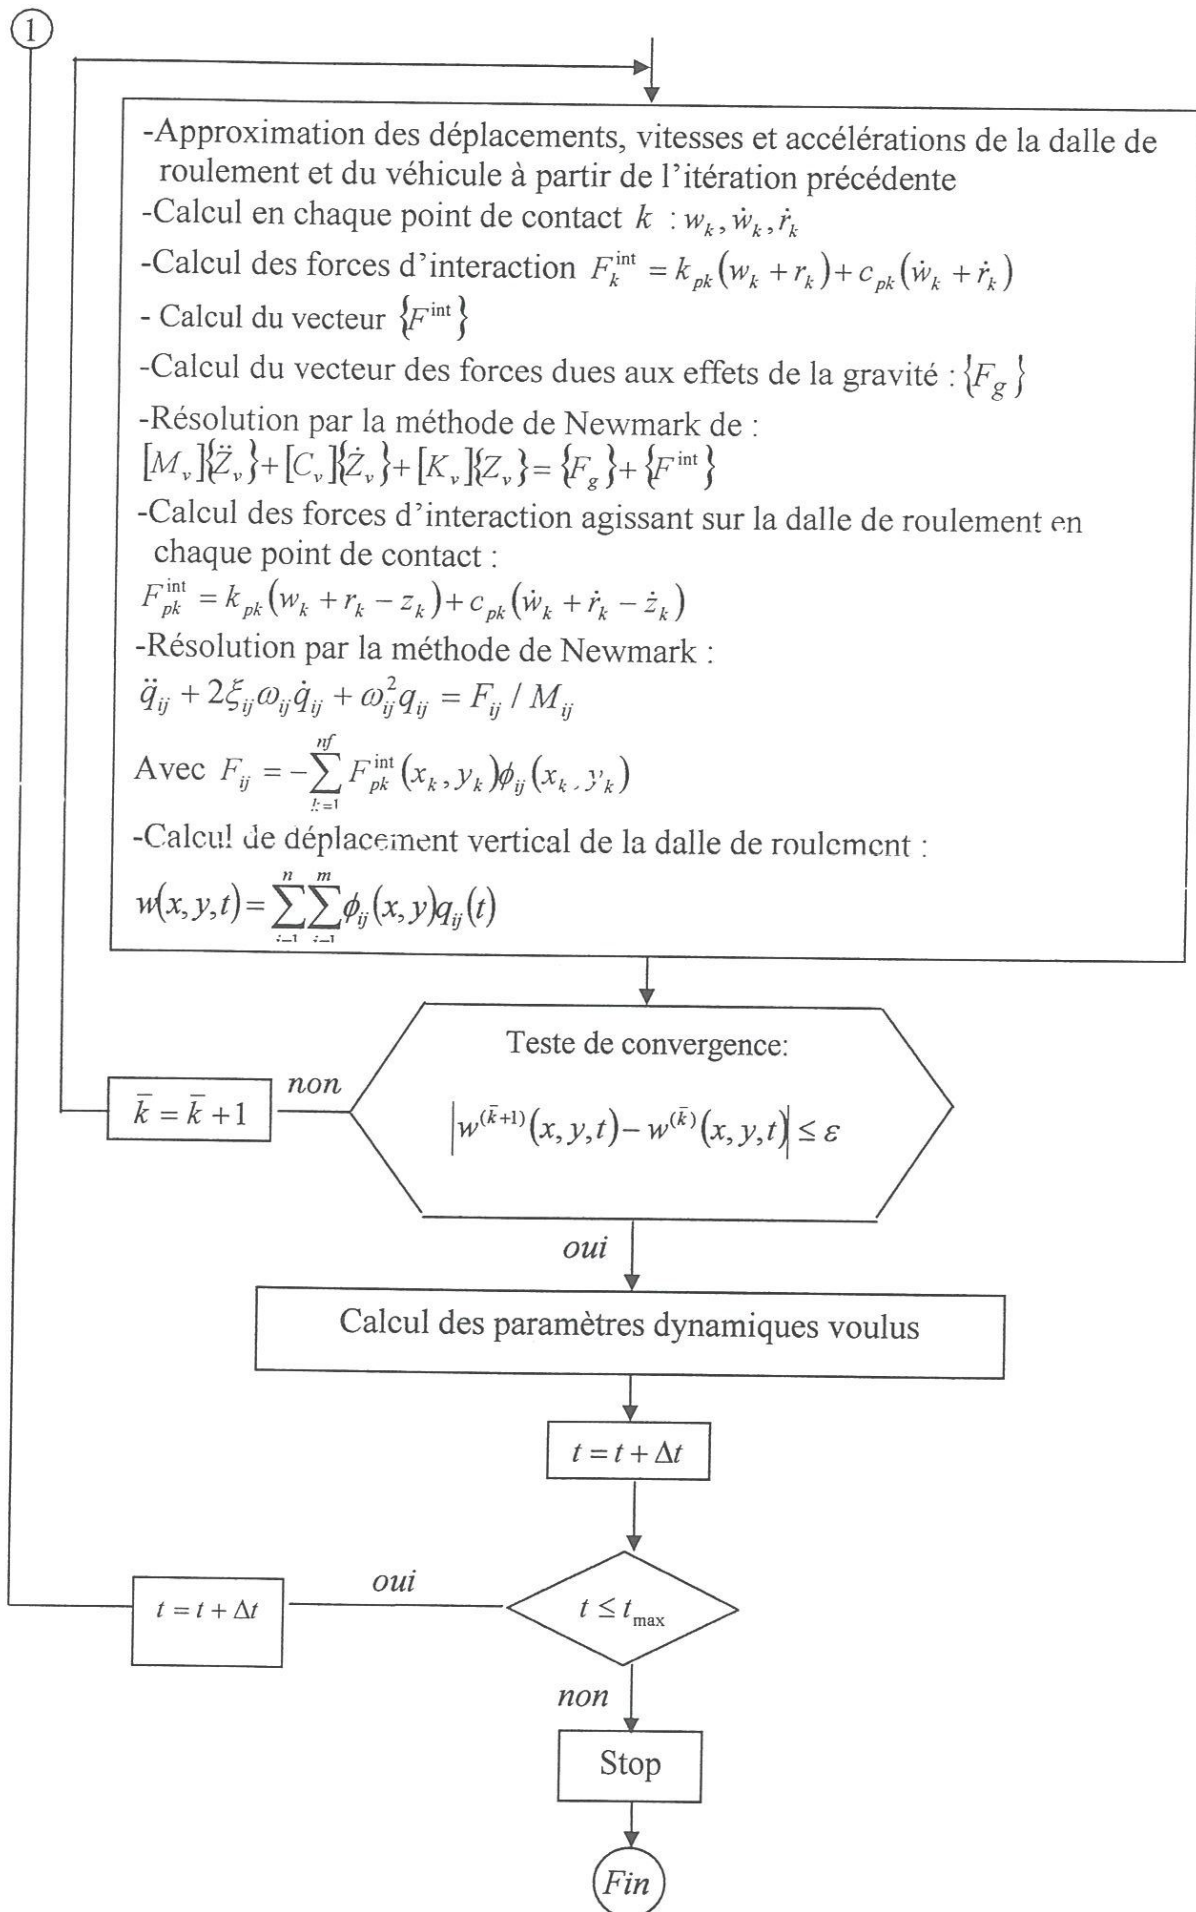 1
-Approximation des déplacements, vitesses et accélérations de la dalle de
roulement et du véhicule à partir de l’itération précédente
-Calcul en chaque point de contact k : w_k, ẇ_k, ṙ_k
-Calcul des forces d’interaction F_k^int = k_pk(w_k + r_k) + c_pk(ẇ_k + ṙ_k)
- Calcul du vecteur {F^int}
-Calcul du vecteur des forces dues aux effets de la gravité : {F_g}
-Résolution par la méthode de Newmark de :
[M_v]{Z̈_v} + [C_v]{Ż_v} + [K_v]{Z_v} = {F_g} + {F^int}
-Calcul des forces d’interaction agissant sur la dalle de roulement en
chaque point de contact :
F_pk^int = k_pk(w_k + r_k − z_k) + c_pk(ẇ_k + ṙ_k − ż_k)
-Résolution par la méthode de Newmark :
q̈_ij + 2ξ_ij ω_ij q̇_ij + ω_ij^2 q_ij = F_ij / M_ij
Avec F_ij = −∑_{k=1}^{nf} F_pk^int(x_k, y_k)ϕ_ij(x_k, y_k)
-Calcul de déplacement vertical de la dalle de roulement :
w(x, y, t) = ∑_{i=1}^{n} ∑_{j=1}^{m} ϕ_ij(x, y)q_ij(t)
Teste de convergence:
non
k̄ = k̄ + 1
|w^(k̄+1)(x, y, t) − w^(k̄)(x, y, t)| ≤ ε
oui
Calcul des paramètres dynamiques voulus
t = t + Δt
oui
t = t + Δt
t ≤ t_max
non
Stop
Fin